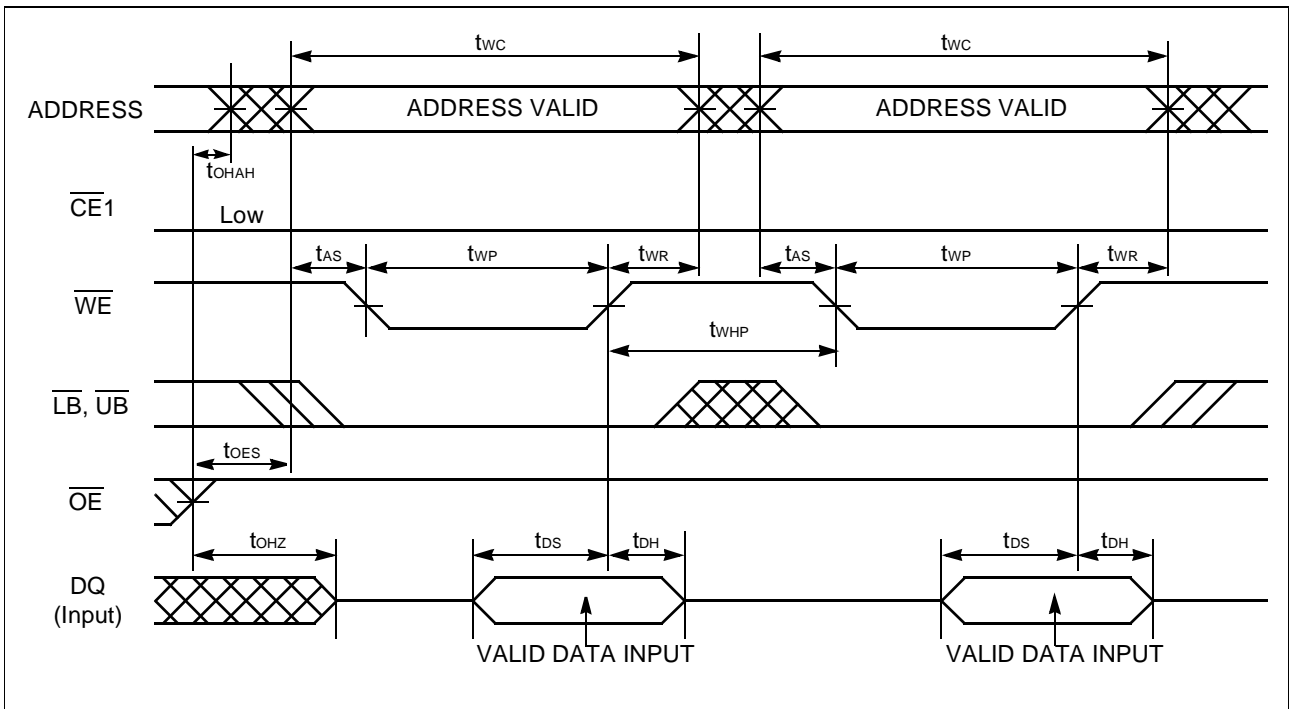 tWC tWC
ADDRESS ADDRESS VALID ADDRESS VALID
tOHAH
CE1 Low
tAS tWP tWR tAS tWP tWR
WE
tWHP
LB, UB
tOES
OE
tOHZ tDS tDH tDS tDH
DQ
(Input)
VALID DATA INPUT VALID DATA INPUT